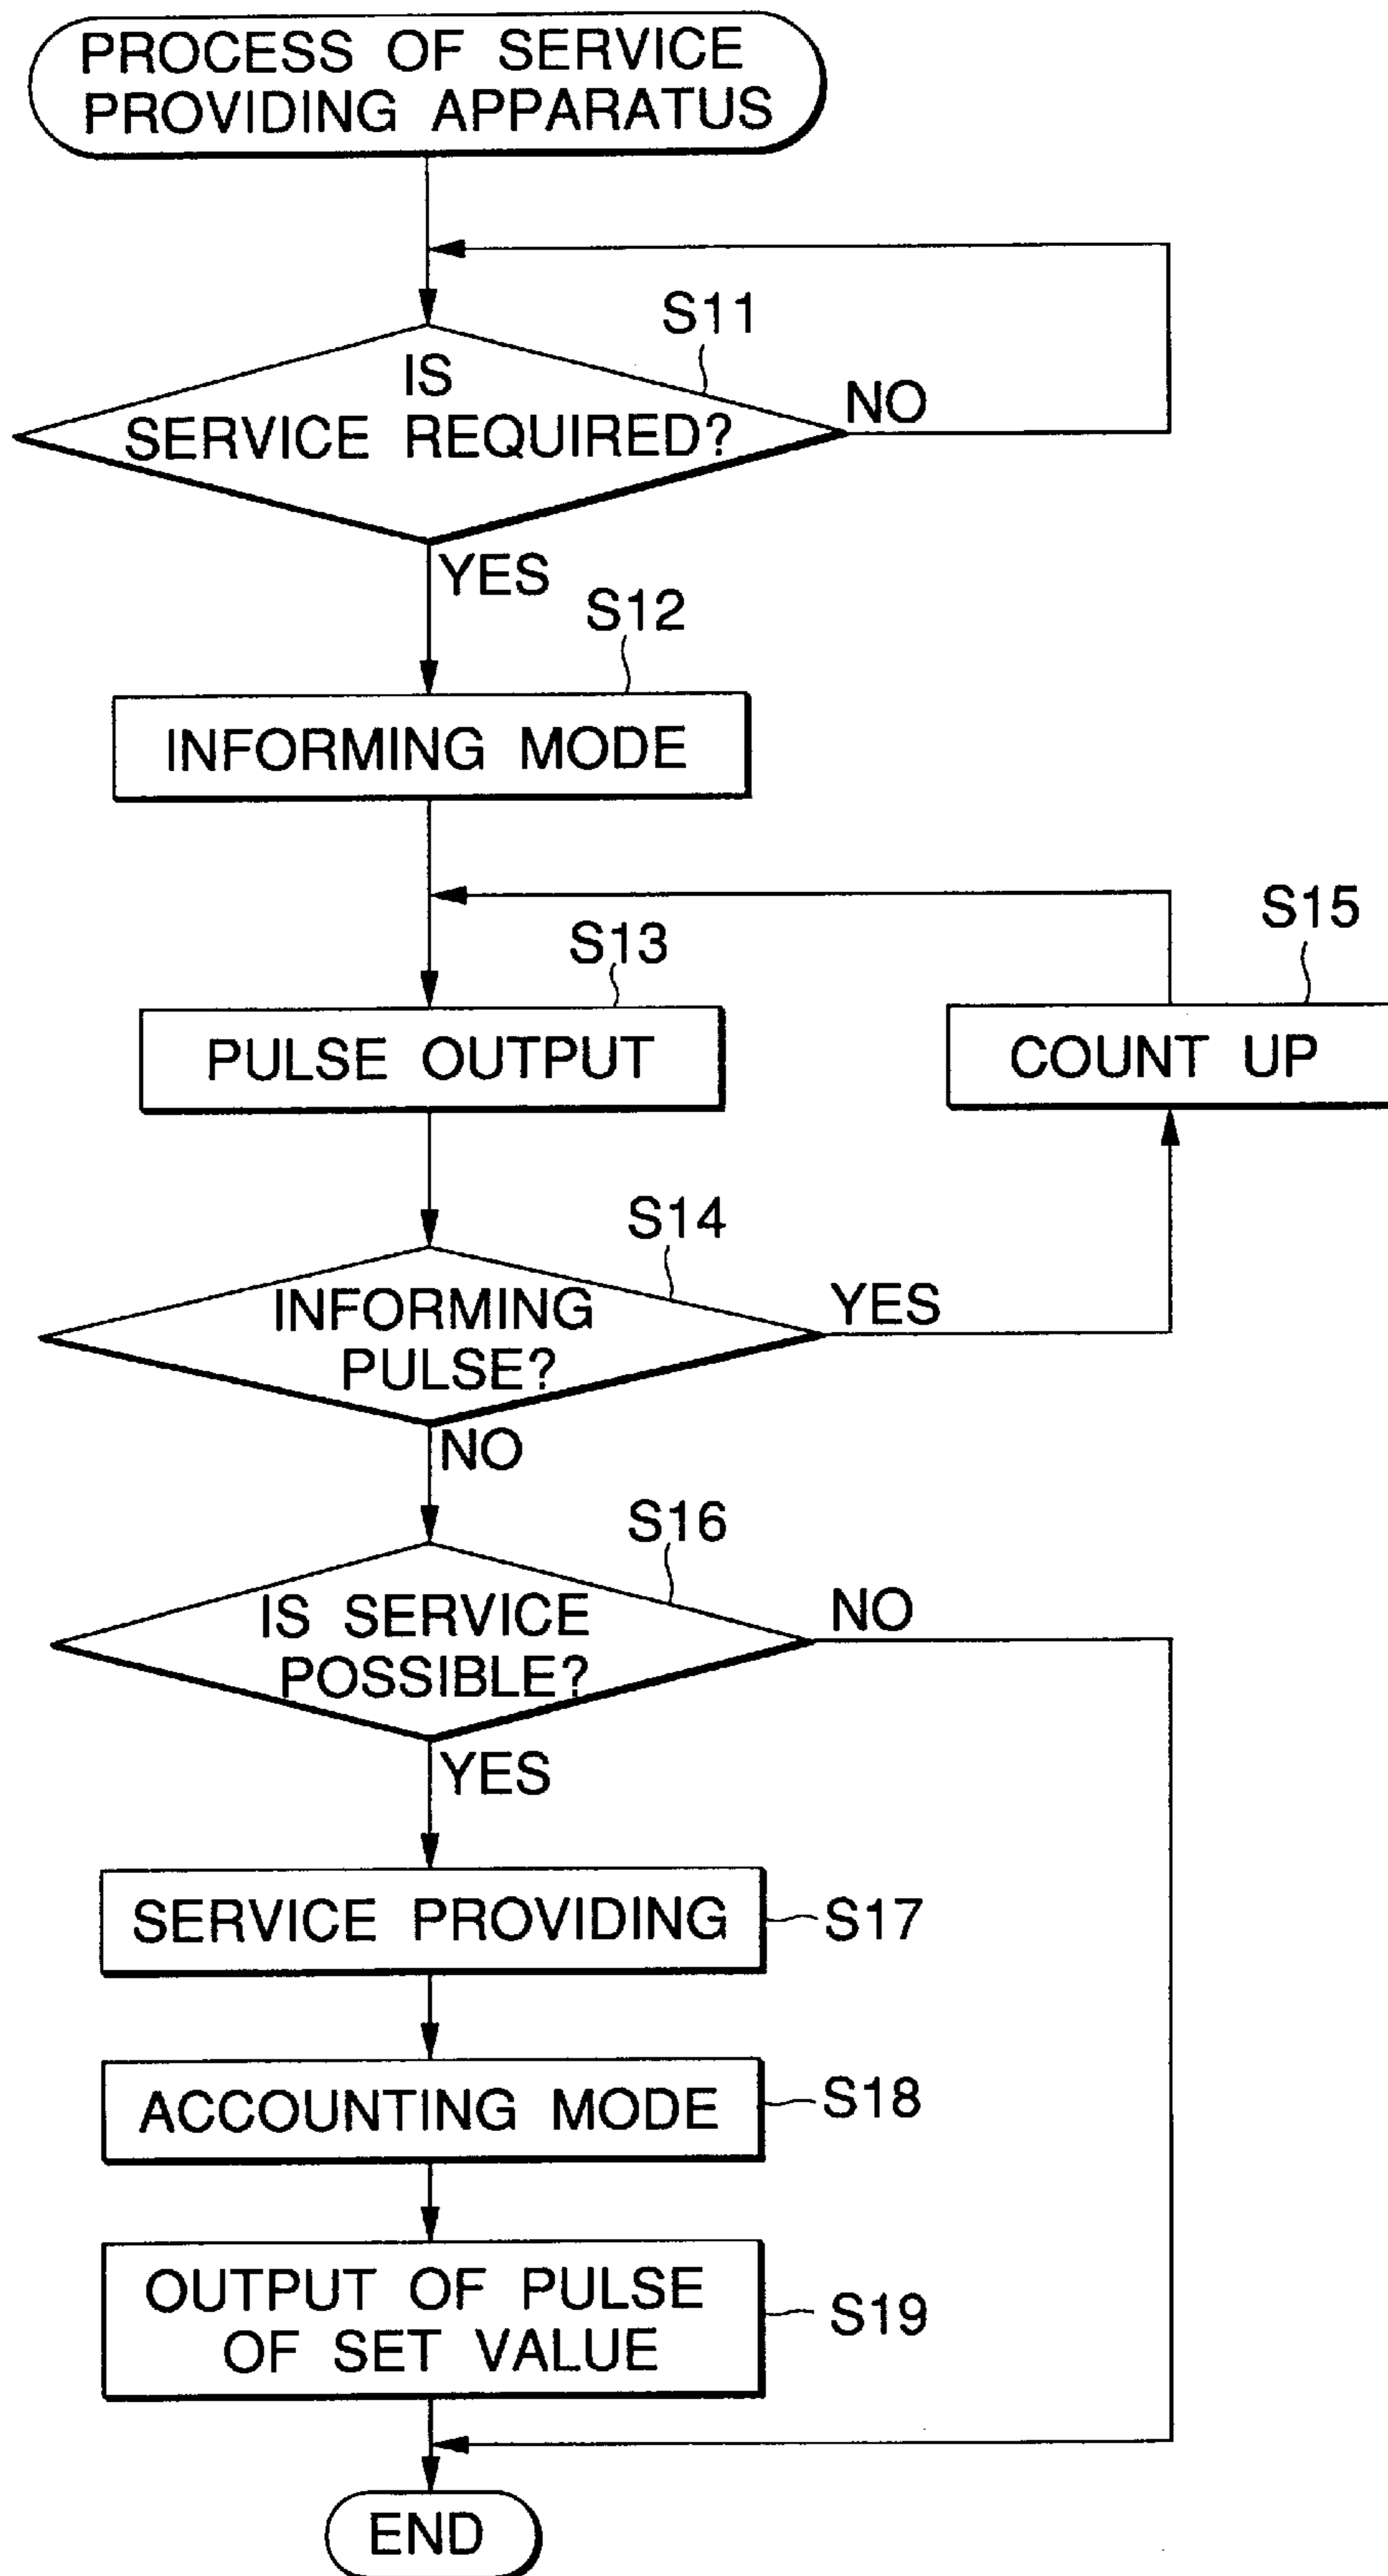 PROCESS OF SERVICE
PROVIDING APPARATUS
S11
IS
SERVICE REQUIRED?
NO
YES
S12
INFORMING MODE
S13
PULSE OUTPUT
S15
COUNT UP
S14
INFORMING
PULSE?
YES
NO
S16
IS SERVICE
POSSIBLE?
NO
YES
SERVICE PROVIDING
S17
ACCOUNTING MODE
S18
OUTPUT OF PULSE
OF SET VALUE
S19
END